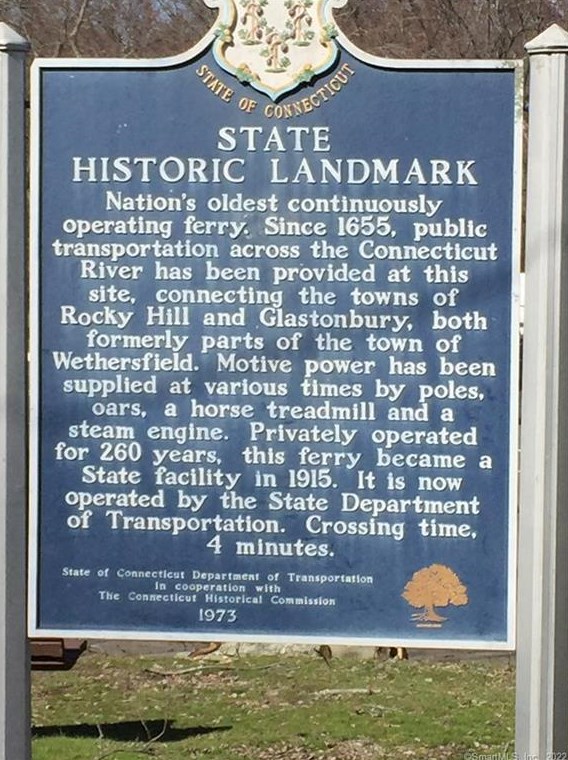 STATE OF CONNECTICUT
STATE
HISTORIC LANDMARK
Nation's oldest continuously
operating ferry. Since 1655, public
transportation across the Connecticut
River has been provided at this
site, connecting the towns of
Rocky Hill and Glastonbury, both
formerly parts of the town of
Wethersfield. Motive power has been
supplied at various times by poles,
oars, a horse treadmill and a
steam engine. Privately operated
for 260 years, this ferry became a
State facility in 1915. It is now
operated by the State Department
of Transportation. Crossing time,
4 minutes.
State of Connecticut Department of Transportation
in cooperation with
The Connecticut Historical Commission
1973
©SmartMLS, Inc. 2022